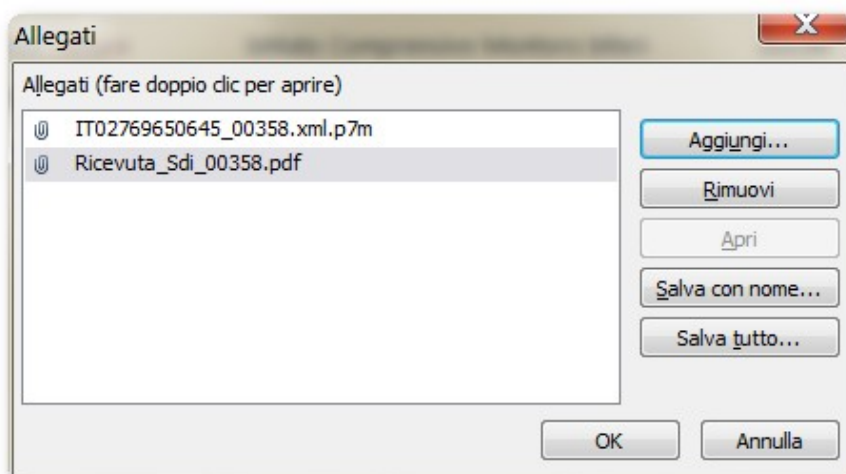 Allegati
Allegati (fare doppio clic per aprire)
IT02769650645_00358.xml.p7m
Ricevuta_Sdi_00358.pdf
Aggiungi...
Rimuovi
Apri
Salva con nome...
Salva tutto...
OK
Annulla